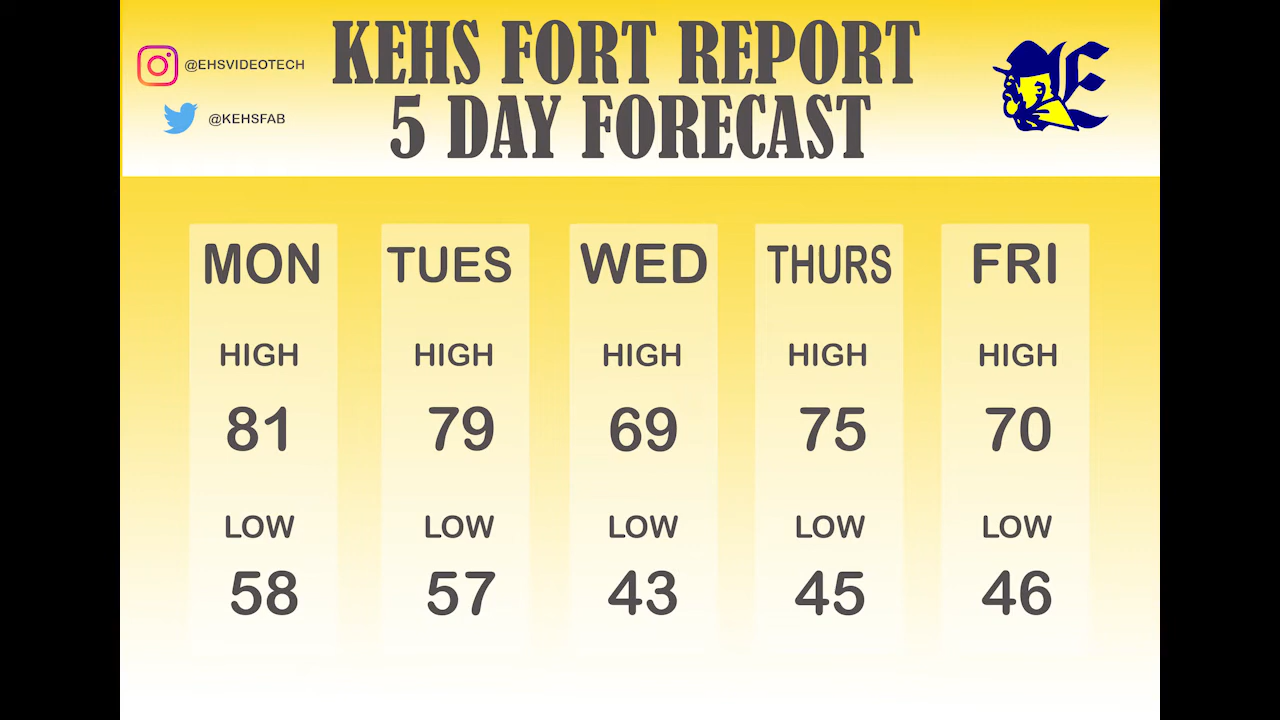 @EHSVIDEOTECH
@KEHSFAB
KEHS FORT REPORT
5 DAY FORECAST
E
MON TUES WED THURS FRI
HIGH HIGH HIGH HIGH HIGH
81 79 69 75 70
LOW LOW LOW LOW LOW
58 57 43 45 46